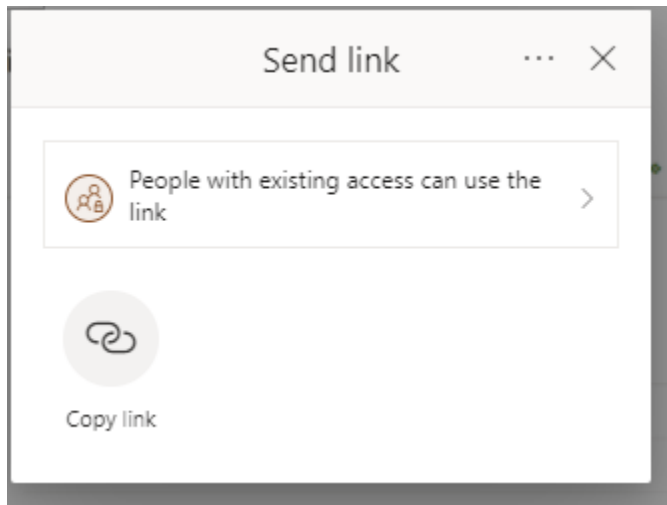 Send link
People with existing access can use the
link
Copy link